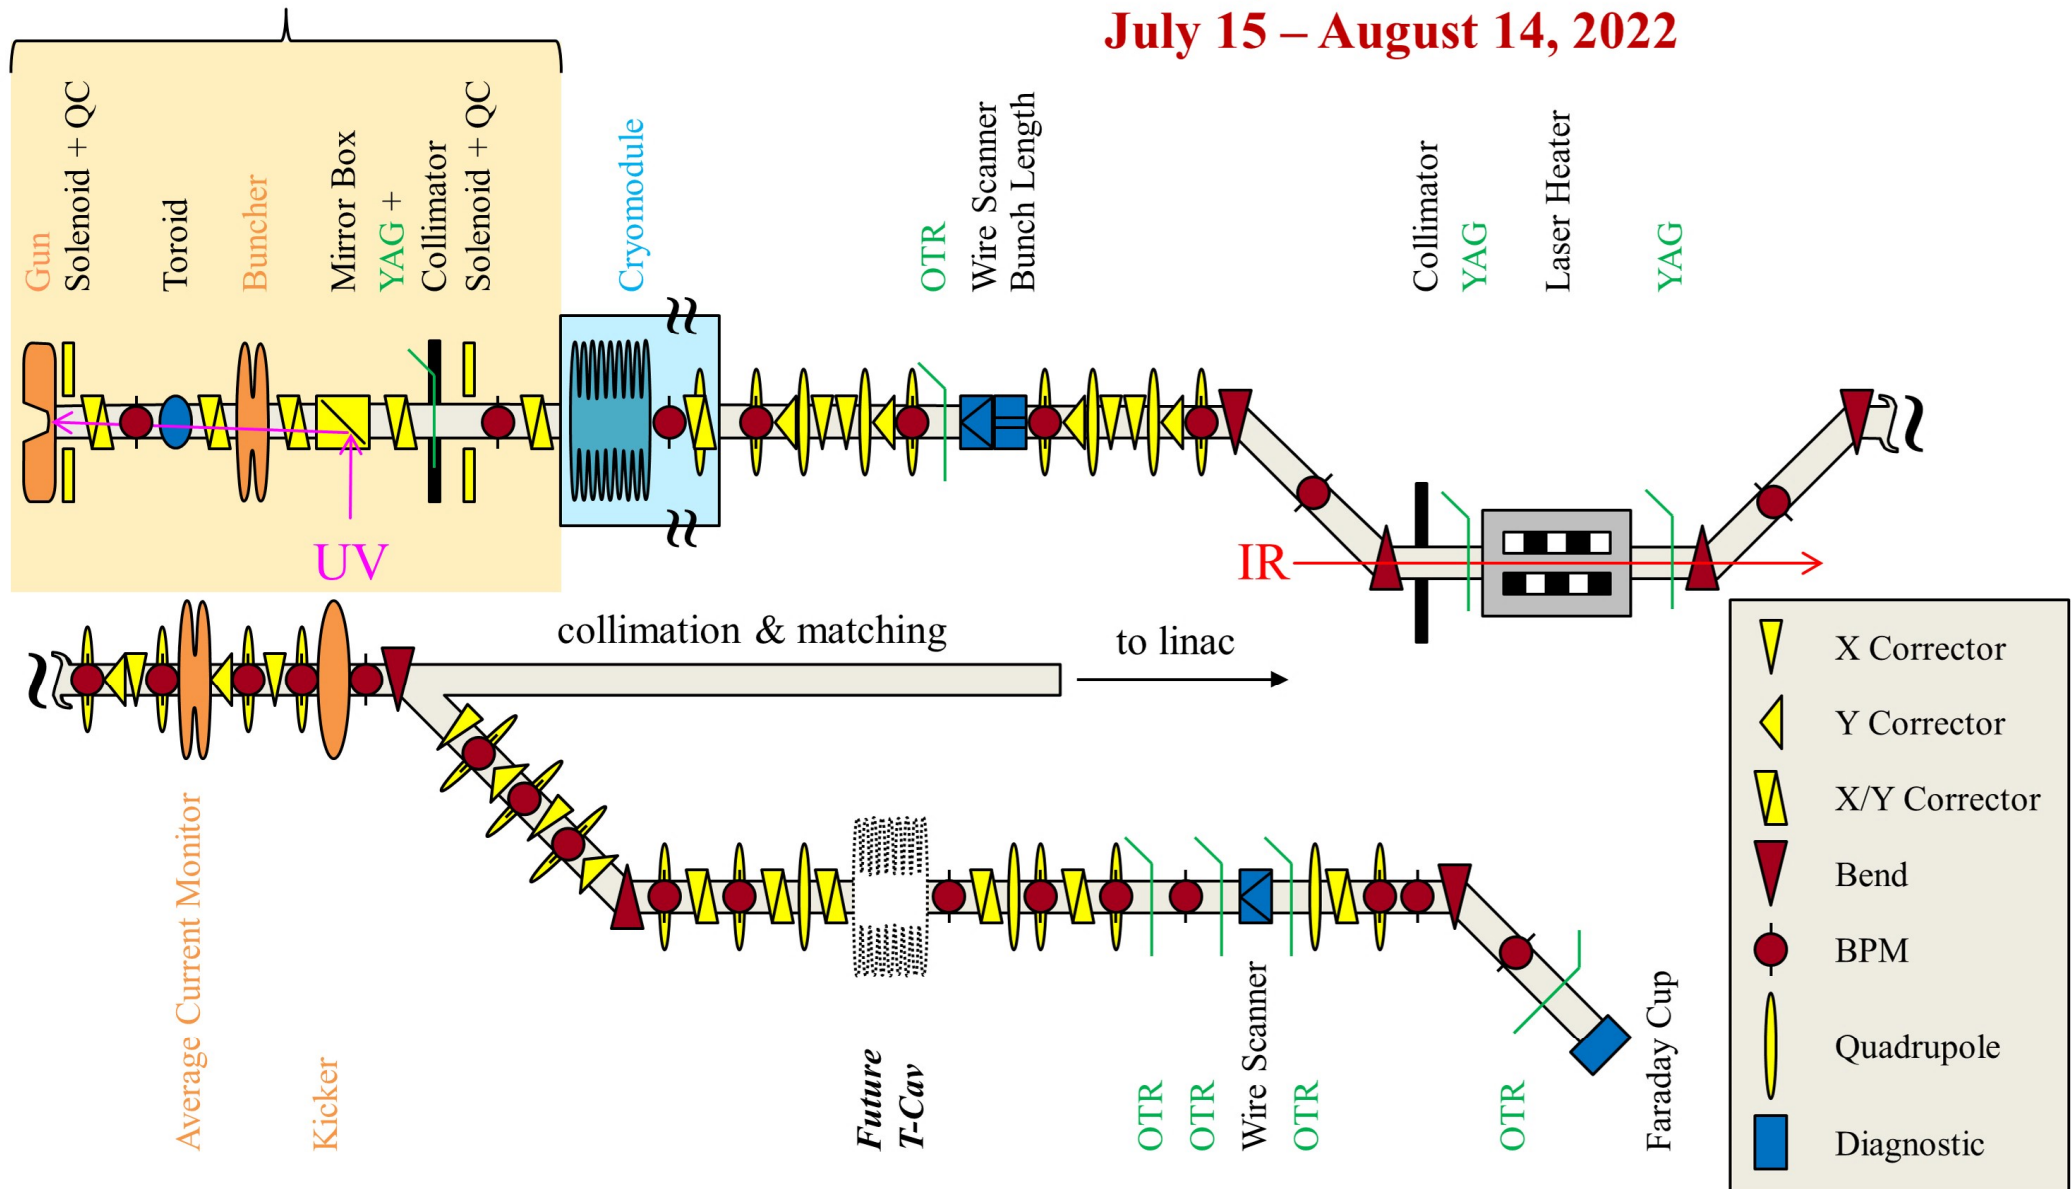 July 15 – August 14, 2022
Gun
Solenoid + QC
Toroid
Buncher
Mirror Box
YAG +
Collimator
Solenoid + QC
Cryomodule
OTR
Wire Scanner
Bunch Length
Collimator
YAG
Laser Heater
YAG
UV
IR
collimation & matching
to linac
Average Current Monitor
Kicker
Future
T-Cav
OTR
OTR
Wire Scanner
OTR
OTR
Faraday Cup
X Corrector
Y Corrector
X/Y Corrector
Bend
BPM
Quadrupole
Diagnostic